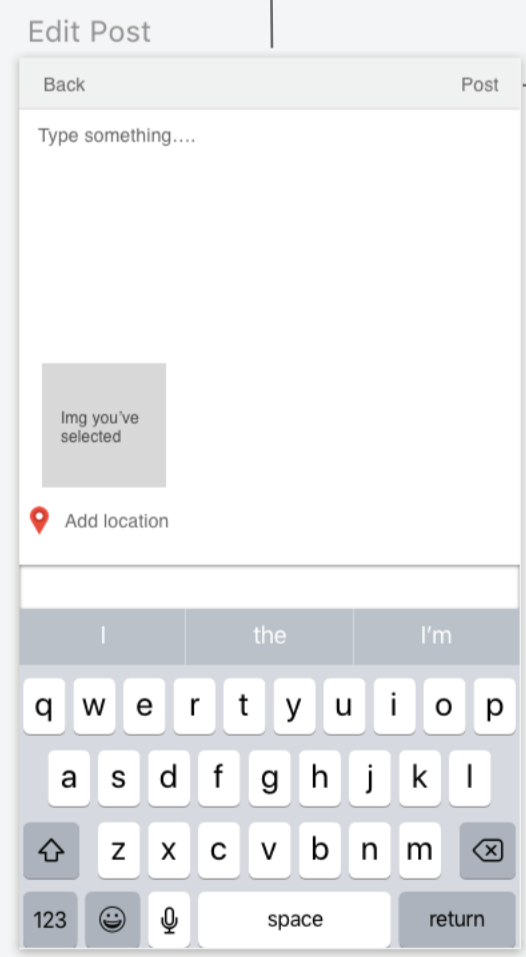 Edit Post
Back Post
Type something....
Img you've
selected
Add location
I the I'm
q w e r t y u i o p
a s d f g h j k l
z x c v b n m
123 space return